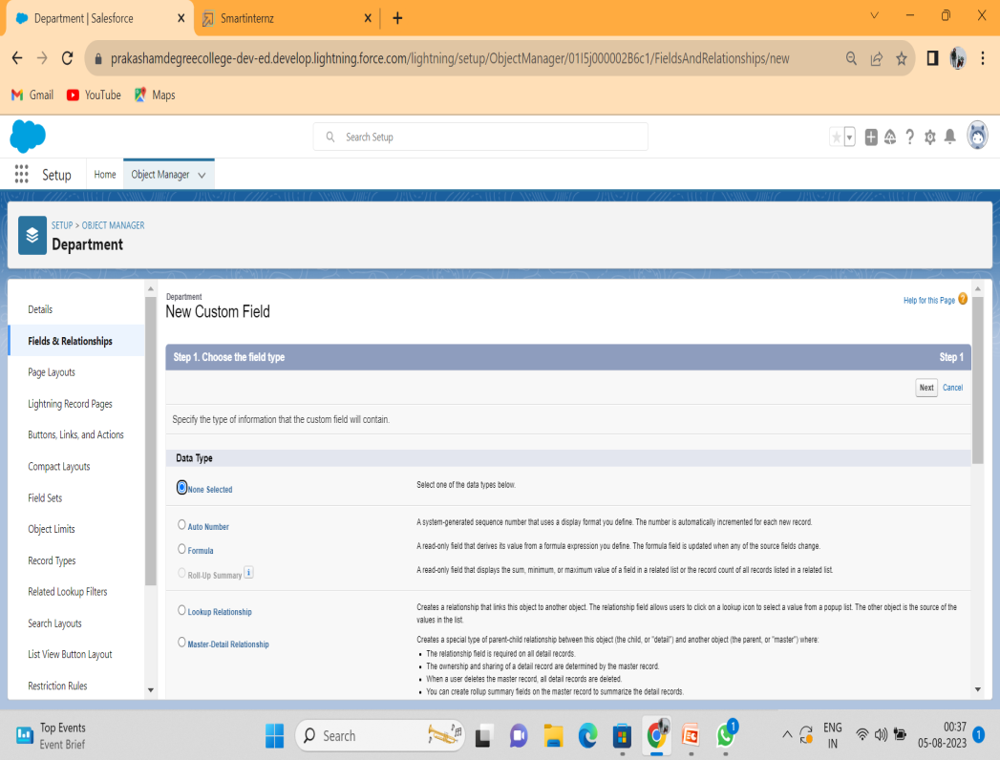 Department | Salesforce
Smartinternz
prakashamdegreecollege-dev-ed.develop.lightning.force.com/lightning/setup/ObjectManager/01I5j000002B6c1/FieldsAndRelationships/new
Gmail YouTube Maps
Search Setup
Setup Home Object Manager
SETUP > OBJECT MANAGER
Department
Details
Fields & Relationships
Page Layouts
Lightning Record Pages
Buttons, Links, and Actions
Compact Layouts
Field Sets
Object Limits
Record Types
Related Lookup Filters
Search Layouts
List View Button Layout
Restriction Rules
Department
New Custom Field
Help for this Page
Step 1. Choose the field type Step 1
Next Cancel
Specify the type of information that the custom field will contain.
Data Type
None Selected Select one of the data types below.
Auto Number A system-generated sequence number that uses a display format you define. The number is automatically incremented for each new record.
Formula A read-only field that derives its value from a formula expression you define. The formula field is updated when any of the source fields change.
Roll-Up Summary i A read-only field that displays the sum, minimum, or maximum value of a field in a related list or the record count of all records listed in a related list.
Lookup Relationship Creates a relationship that links this object to another object. The relationship field allows users to click on a lookup icon to select a value from a popup list. The other object is the source of the
values in the list.
Master-Detail Relationship Creates a special type of parent-child relationship between this object (the child, or "detail") and another object (the parent, or "master") where:
• The relationship field is required on all detail records.
• The ownership and sharing of a detail record are determined by the master record.
• When a user deletes the master record, all detail records are deleted.
• You can create rollup summary fields on the master record to summarize the detail records.
Top Events
Event Brief
Search
1
ENG
IN
00:37
05-08-2023
1